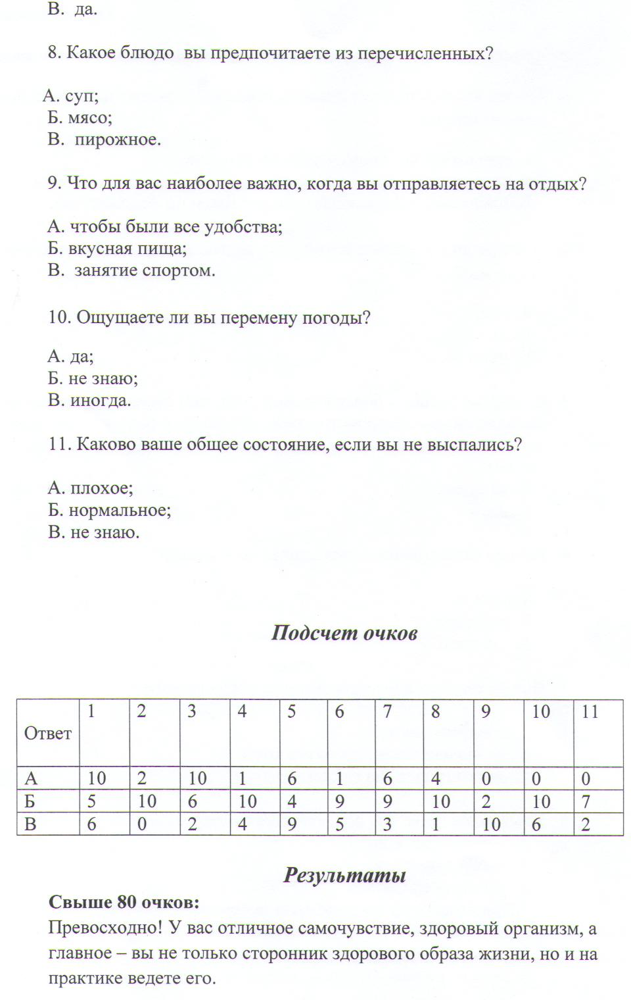 В. да.
8. Какое блюдо вы предпочитаете из перечисленных?
А. суп;
Б. мясо;
В. пирожное.
9. Что для вас наиболее важно, когда вы отправляетесь на отдых?
А. чтобы были все удобства;
Б. вкусная пища;
В. занятие спортом.
10. Ощущаете ли вы перемену погоды?
А. да;
Б. не знаю;
В. иногда.
11. Каково ваше общее состояние, если вы не выспались?
А. плохое;
Б. нормальное;
В. не знаю.
Подсчет очков
Ответ 1 2 3 4 5 6 7 8 9 10 11
А 10 2 10 1 6 1 6 4 0 0 0
Б 5 10 6 10 4 9 9 10 2 10 7
В 6 0 2 4 9 5 3 1 10 6 2
Результаты
Свыше 80 очков:
Превосходно! У вас отличное самочувствие, здоровый организм, а
главное – вы не только сторонник здорового образа жизни, но и на
практике ведете его.